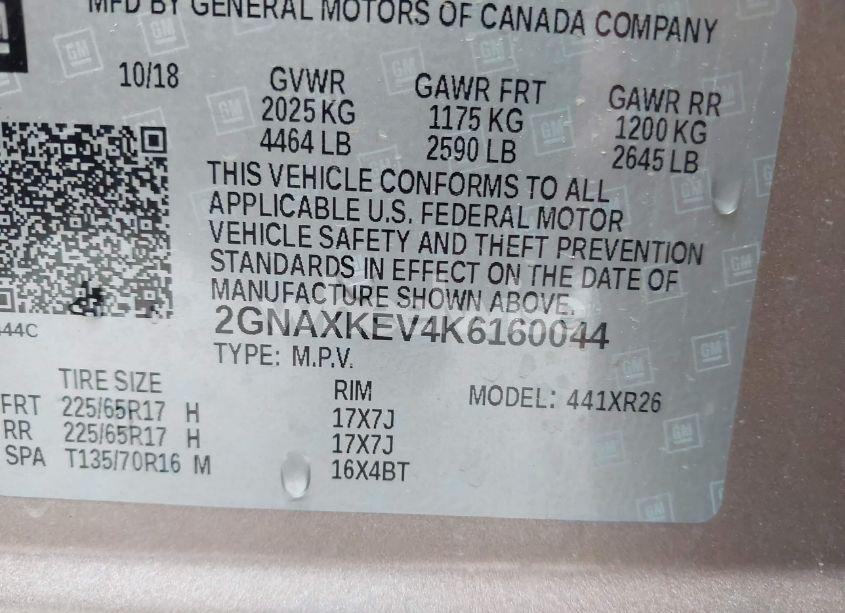 MFD BY GENERAL MOTORS OF CANADA COMPANY
10/18 GVWR GAWR FRT GAWR RR
2025 KG 1175 KG 1200 KG
4464 LB 2590 LB 2645 LB
THIS VEHICLE CONFORMS TO ALL
APPLICABLE U.S. FEDERAL MOTOR
VEHICLE SAFETY AND THEFT PREVENTION
STANDARDS IN EFFECT ON THE DATE OF
MANUFACTURE SHOWN ABOVE.
2GNAXKEV4K6160044
44C
TYPE: M.P.V.
TIRE SIZE RIM MODEL: 441XR26
FRT 225/65R17 H 17X7J
RR 225/65R17 H 17X7J
SPA T135/70R16 M 16X4BT